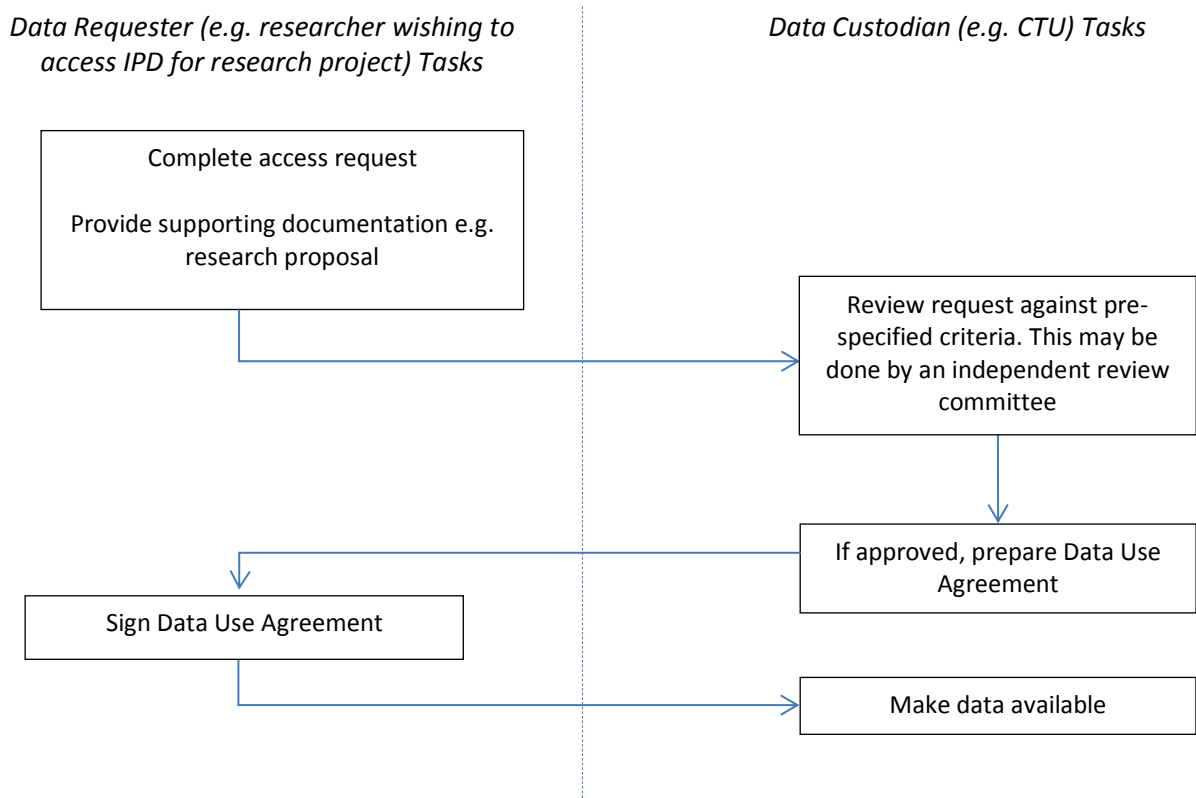 Data Requester (e.g. researcher wishing to
access IPD for research project) Tasks
Data Custodian (e.g. CTU) Tasks
Complete access request
Provide supporting documentation e.g.
research proposal
Review request against pre-
specified criteria. This may be
done by an independent review
committee
If approved, prepare Data Use
Agreement
Sign Data Use Agreement
Make data available